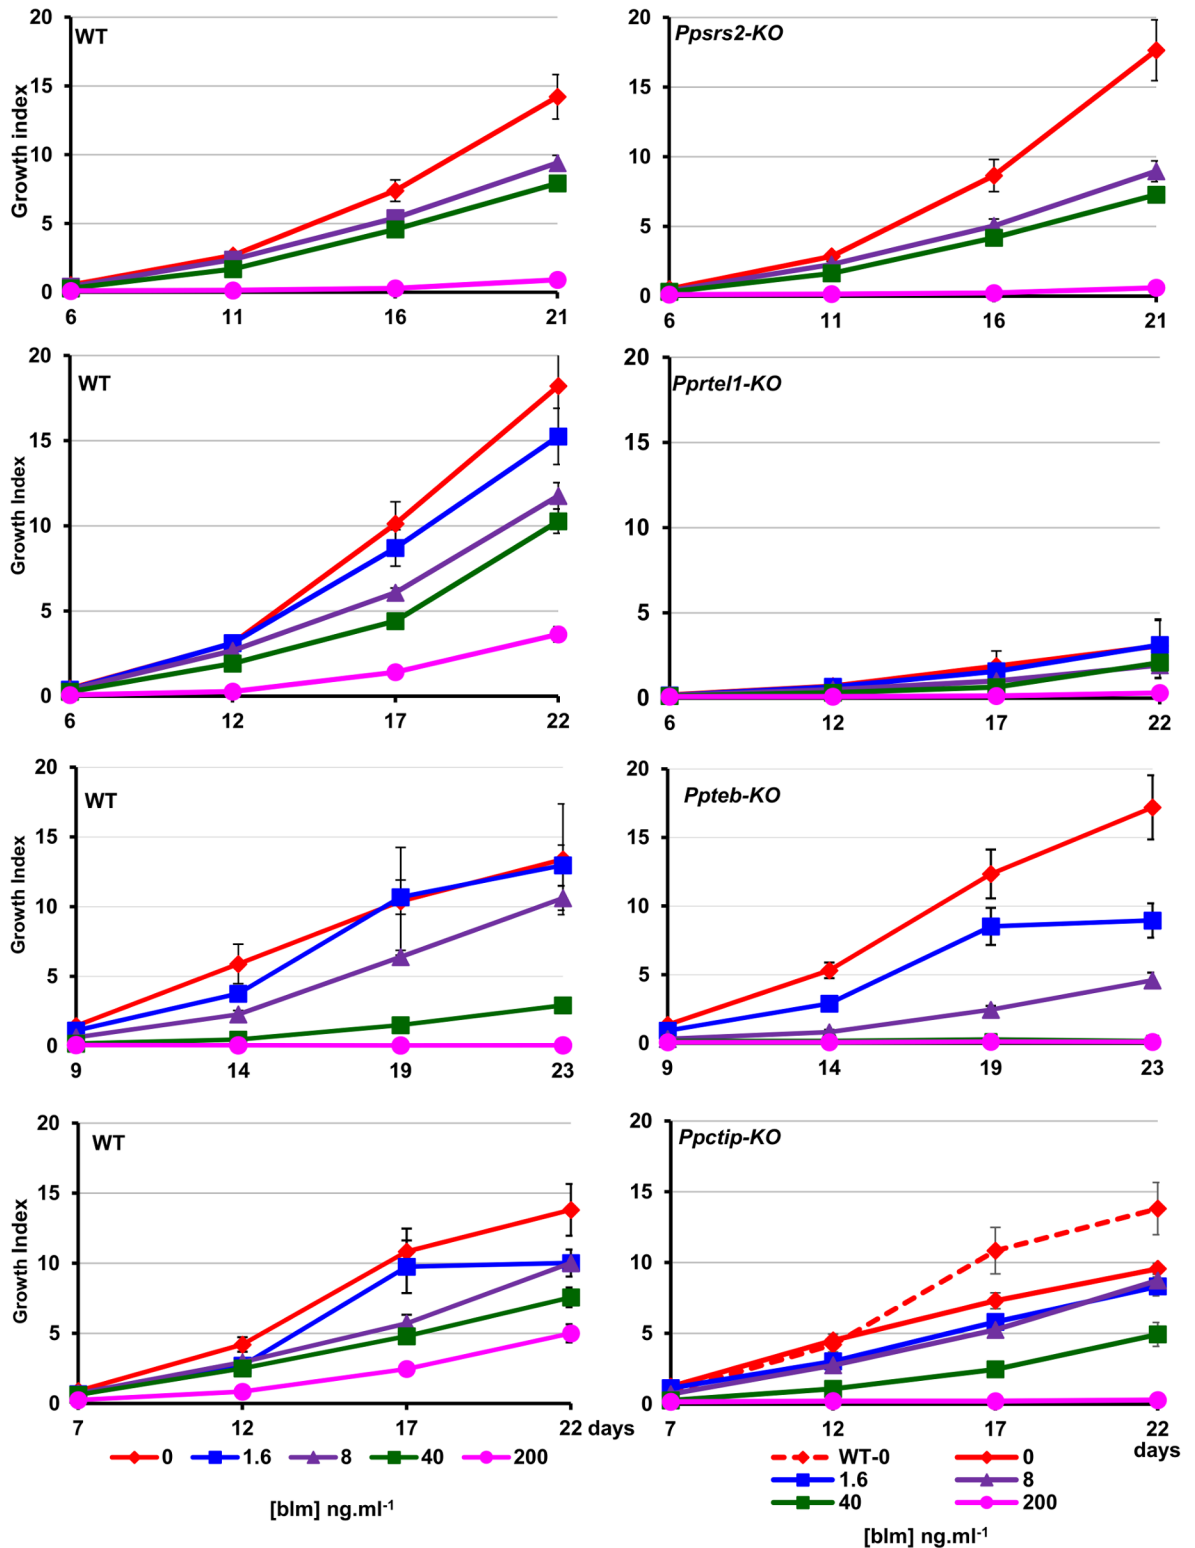 WT
Growth index
20
15
10
5
0
6 11 16 21
Ppsrs2-KO
20
15
10
5
0
6 11 16 21
WT
Growth Index
20
15
10
5
0
6 12 17 22
Pprtel1-KO
20
15
10
5
0
6 12 17 22
WT
Growth Index
20
15
10
5
0
9 14 19 23
Ppteb-KO
20
15
10
5
0
9 14 19 23
WT
Growth Index
20
15
10
5
0
7 12 17 22 days
0 1.6 8 40 200
[blm] ng.ml-1
Ppctip-KO
20
15
10
5
0
7 12 17 22
days
WT-0 0
1.6 8
40 200
[blm] ng.ml-1